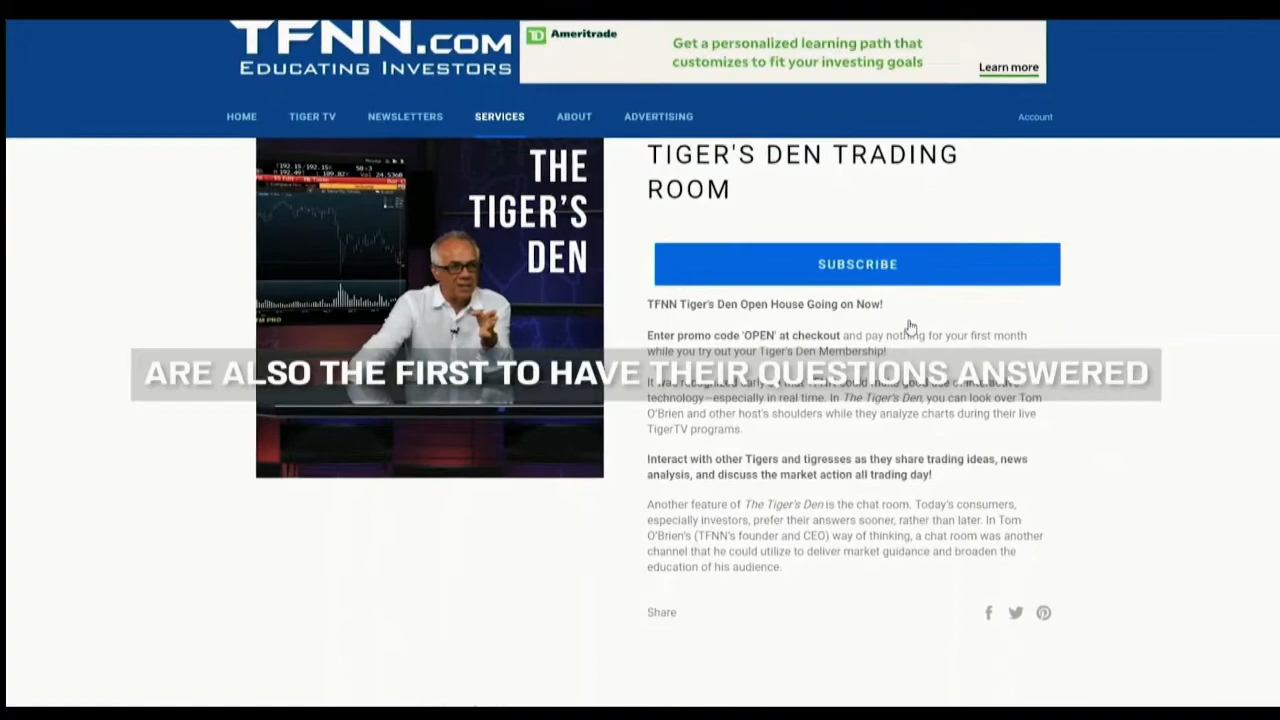 TFNN.COM
EDUCATING INVESTORS
TD Ameritrade
Get a personalized learning path that
customizes to fit your investing goals
Learn more
HOME
TIGER TV
NEWSLETTERS
SERVICES
ABOUT
ADVERTISING
Account
THE
TIGER'S
DEN
TIGER'S DEN TRADING
ROOM
SUBSCRIBE
TFNN Tiger's Den Open House Going on Now!
Enter promo code 'OPEN' at checkout and pay nothing for your first month
while you try out your Tiger's Den Membership!
ARE ALSO THE FIRST TO HAVE THEIR QUESTIONS ANSWERED
It was recognized early
technology—especially in real time. In The Tiger's Den, you can look over Tom
O'Brien and other host's shoulders while they analyze charts during their live
TigerTV programs.
Interact with other Tigers and tigresses as they share trading ideas, news
analysis, and discuss the market action all trading day!
Another feature of The Tiger's Den is the chat room. Today's consumers,
especially investors, prefer their answers sooner, rather than later. In Tom
O'Brien's (TFNN's founder and CEO) way of thinking, a chat room was another
channel that he could utilize to deliver market guidance and broaden the
education of his audience.
Share